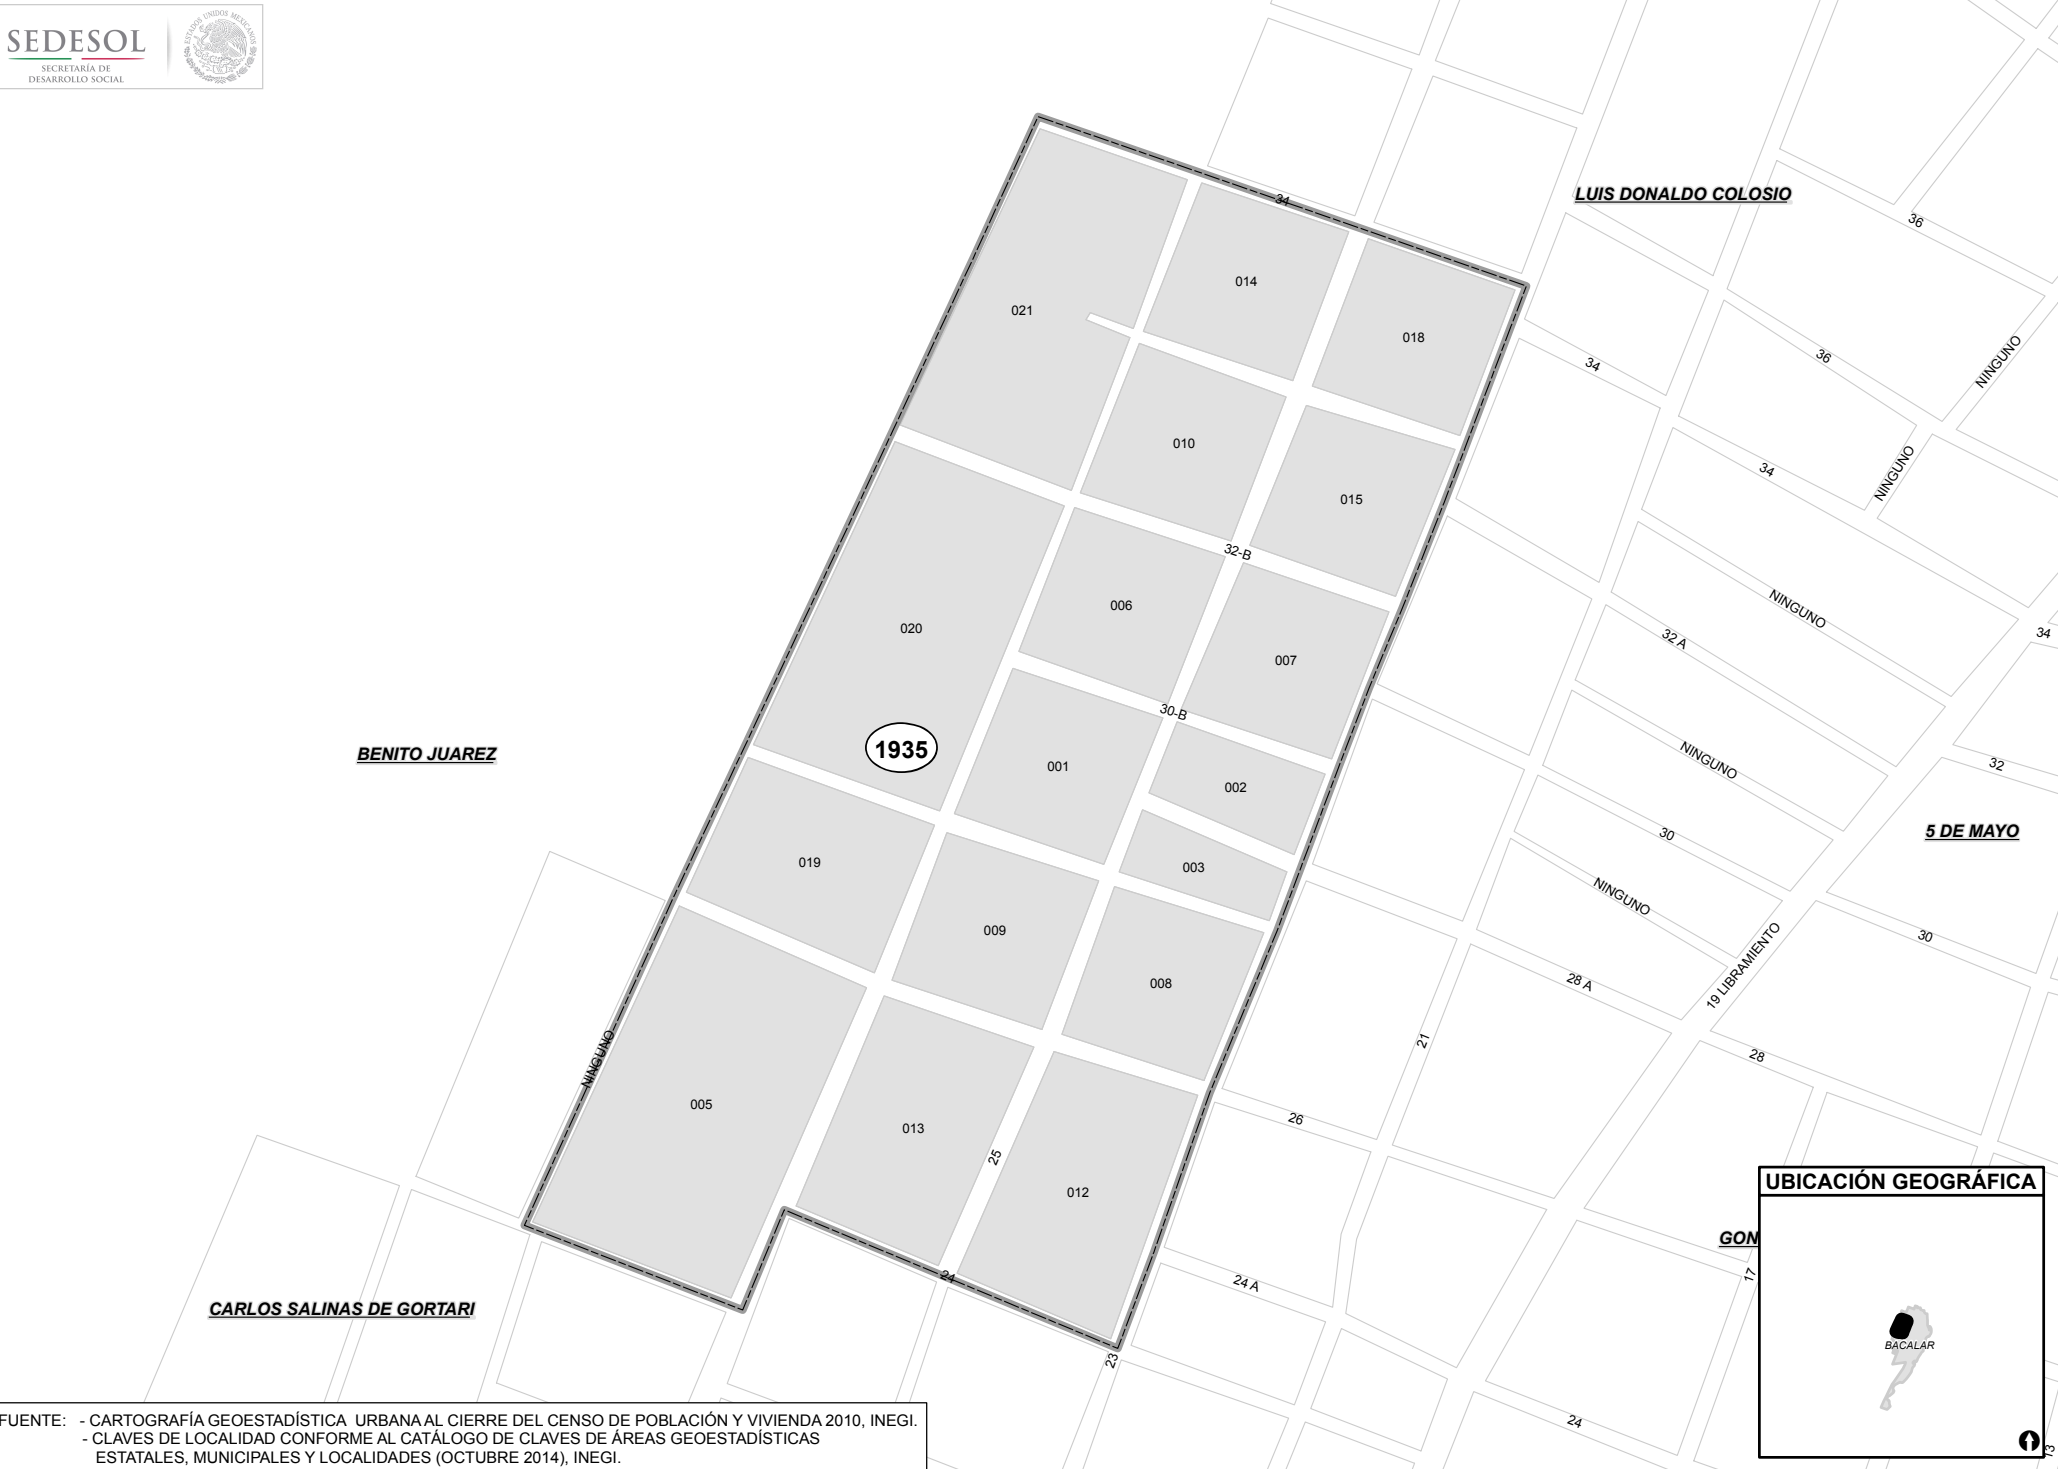 SEDESOL
SECRETARÍA DE
DESARROLLO SOCIAL
ESTADOS UNIDOS MEXICANOS
LUIS DONALDO COLOSIO
34
36
014
021
018
34
36
NINGUNO
010
015
34
NINGUNO
32-B
006
NINGUNO
020
32 A
34
007
30-B
1935
BENITO JUAREZ
001
NINGUNO
32
002
30
5 DE MAYO
019
003
NINGUNO
009
30
19 LIBRAMIENTO
008
28 A
21
28
NINGUNO
005
013
26
25
012
UBICACIÓN GEOGRÁFICA
GON
17
24
24 A
CARLOS SALINAS DE GORTARI
BACALAR
23
24
13
FUENTE: - CARTOGRAFÍA GEOESTADÍSTICA URBANA AL CIERRE DEL CENSO DE POBLACIÓN Y VIVIENDA 2010, INEGI.
- CLAVES DE LOCALIDAD CONFORME AL CATÁLOGO DE CLAVES DE ÁREAS GEOESTADÍSTICAS
ESTATALES, MUNICIPALES Y LOCALIDADES (OCTUBRE 2014), INEGI.